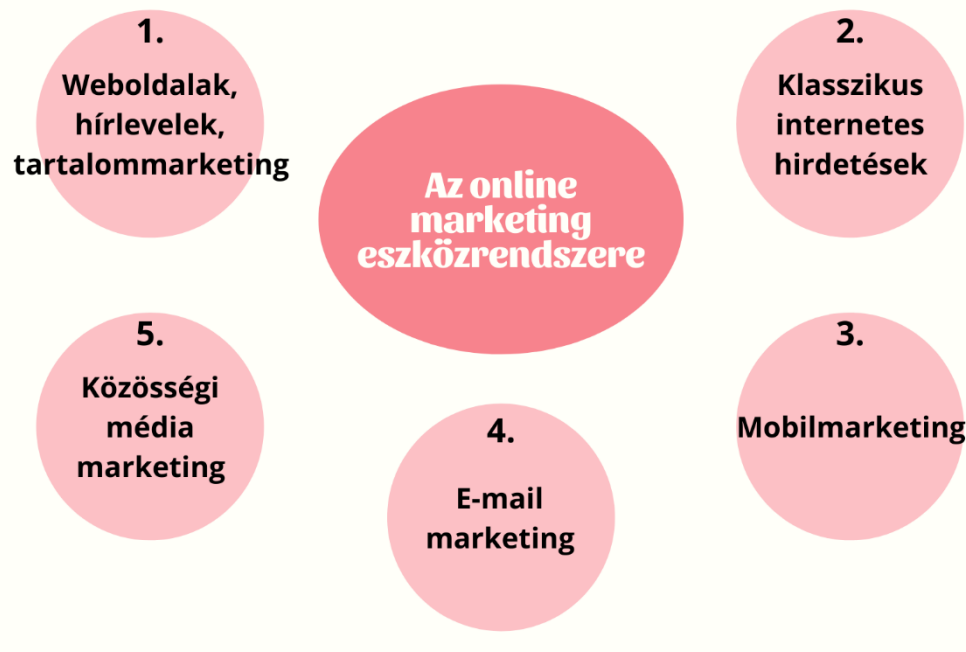 Az online
marketing
eszközrendszere
1.
Weboldalak,
hírlevelek,
tartalommarketing
2.
Klasszikus
internetes
hirdetések
3.
Mobilmarketing
4.
E-mail
marketing
5.
Közösségi
média
marketing